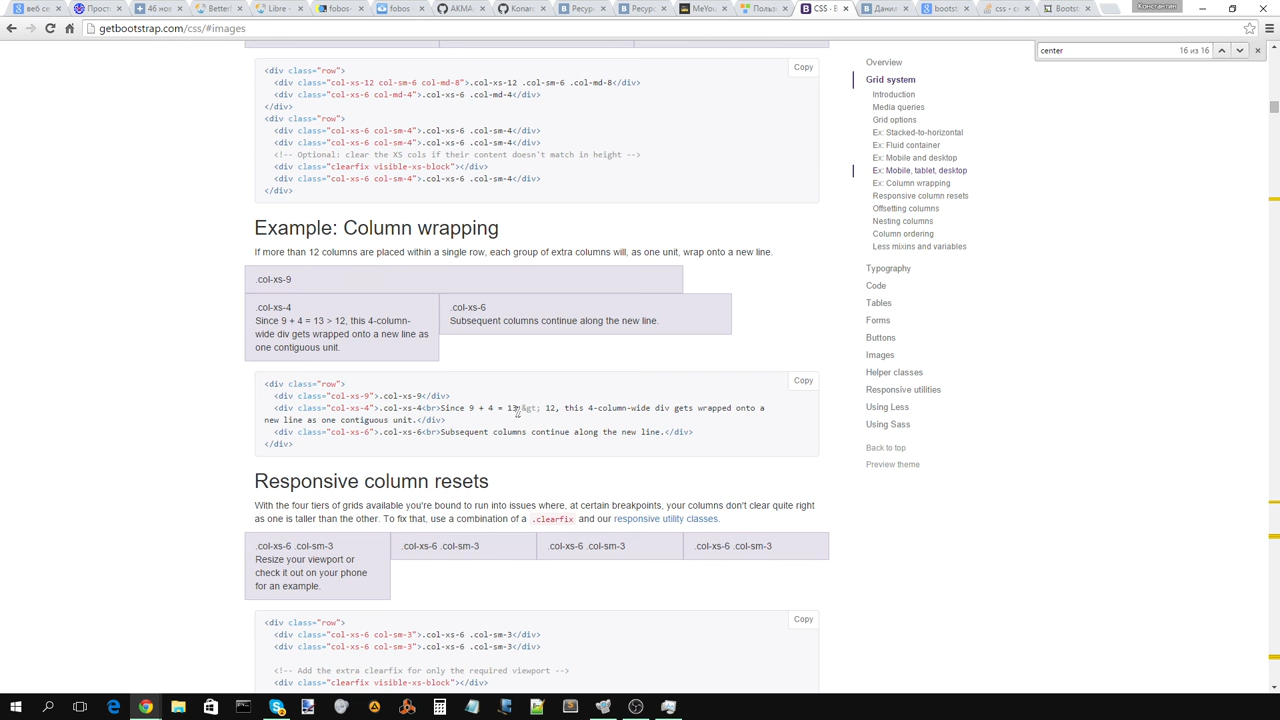 веб се
Прост
46 нов
Better!
Libre -
fobos-
fobos
AKMA-
Konan
Ресур
Ресур
MeYou
Польз
CSS · B
Данил
bootst
css - c
Bootst
Константин
getbootstrap.com/css/#images
center
16 из 16
<div class="row">
<div class="col-xs-12 col-sm-6 col-md-8">.col-xs-12 .col-sm-6 .col-md-8</div>
<div class="col-xs-6 col-md-4">.col-xs-6 .col-md-4</div>
</div>
<div class="row">
<div class="col-xs-6 col-sm-4">.col-xs-6 .col-sm-4</div>
<div class="col-xs-6 col-sm-4">.col-xs-6 .col-sm-4</div>
<!-- Optional: clear the XS cols if their content doesn't match in height -->
<div class="clearfix visible-xs-block"></div>
<div class="col-xs-6 col-sm-4">.col-xs-6 .col-sm-4</div>
</div>
Copy
Example: Column wrapping
If more than 12 columns are placed within a single row, each group of extra columns will, as one unit, wrap onto a new line.
.col-xs-9
.col-xs-4
Since 9 + 4 = 13 > 12, this 4-column-
wide div gets wrapped onto a new line as
one contiguous unit.
.col-xs-6
Subsequent columns continue along the new line.
<div class="row">
<div class="col-xs-9">.col-xs-9</div>
<div class="col-xs-4">.col-xs-4<br>Since 9 + 4 = 13 &gt; 12, this 4-column-wide div gets wrapped onto a
new line as one contiguous unit.</div>
<div class="col-xs-6">.col-xs-6<br>Subsequent columns continue along the new line.</div>
</div>
Copy
Responsive column resets
With the four tiers of grids available you're bound to run into issues where, at certain breakpoints, your columns don't clear quite right
as one is taller than the other. To fix that, use a combination of a .clearfix and our responsive utility classes.
.col-xs-6 .col-sm-3
Resize your viewport or
check it out on your phone
for an example.
.col-xs-6 .col-sm-3
.col-xs-6 .col-sm-3
.col-xs-6 .col-sm-3
<div class="row">
<div class="col-xs-6 col-sm-3">.col-xs-6 .col-sm-3</div>
<div class="col-xs-6 col-sm-3">.col-xs-6 .col-sm-3</div>
<!-- Add the extra clearfix for only the required viewport -->
<div class="clearfix visible-xs-block"></div>
Copy
Overview
Grid system
Introduction
Media queries
Grid options
Ex: Stacked-to-horizontal
Ex: Fluid container
Ex: Mobile and desktop
Ex: Mobile, tablet, desktop
Ex: Column wrapping
Responsive column resets
Offsetting columns
Nesting columns
Column ordering
Less mixins and variables
Typography
Code
Tables
Forms
Buttons
Images
Helper classes
Responsive utilities
Using Less
Using Sass
Back to top
Preview theme